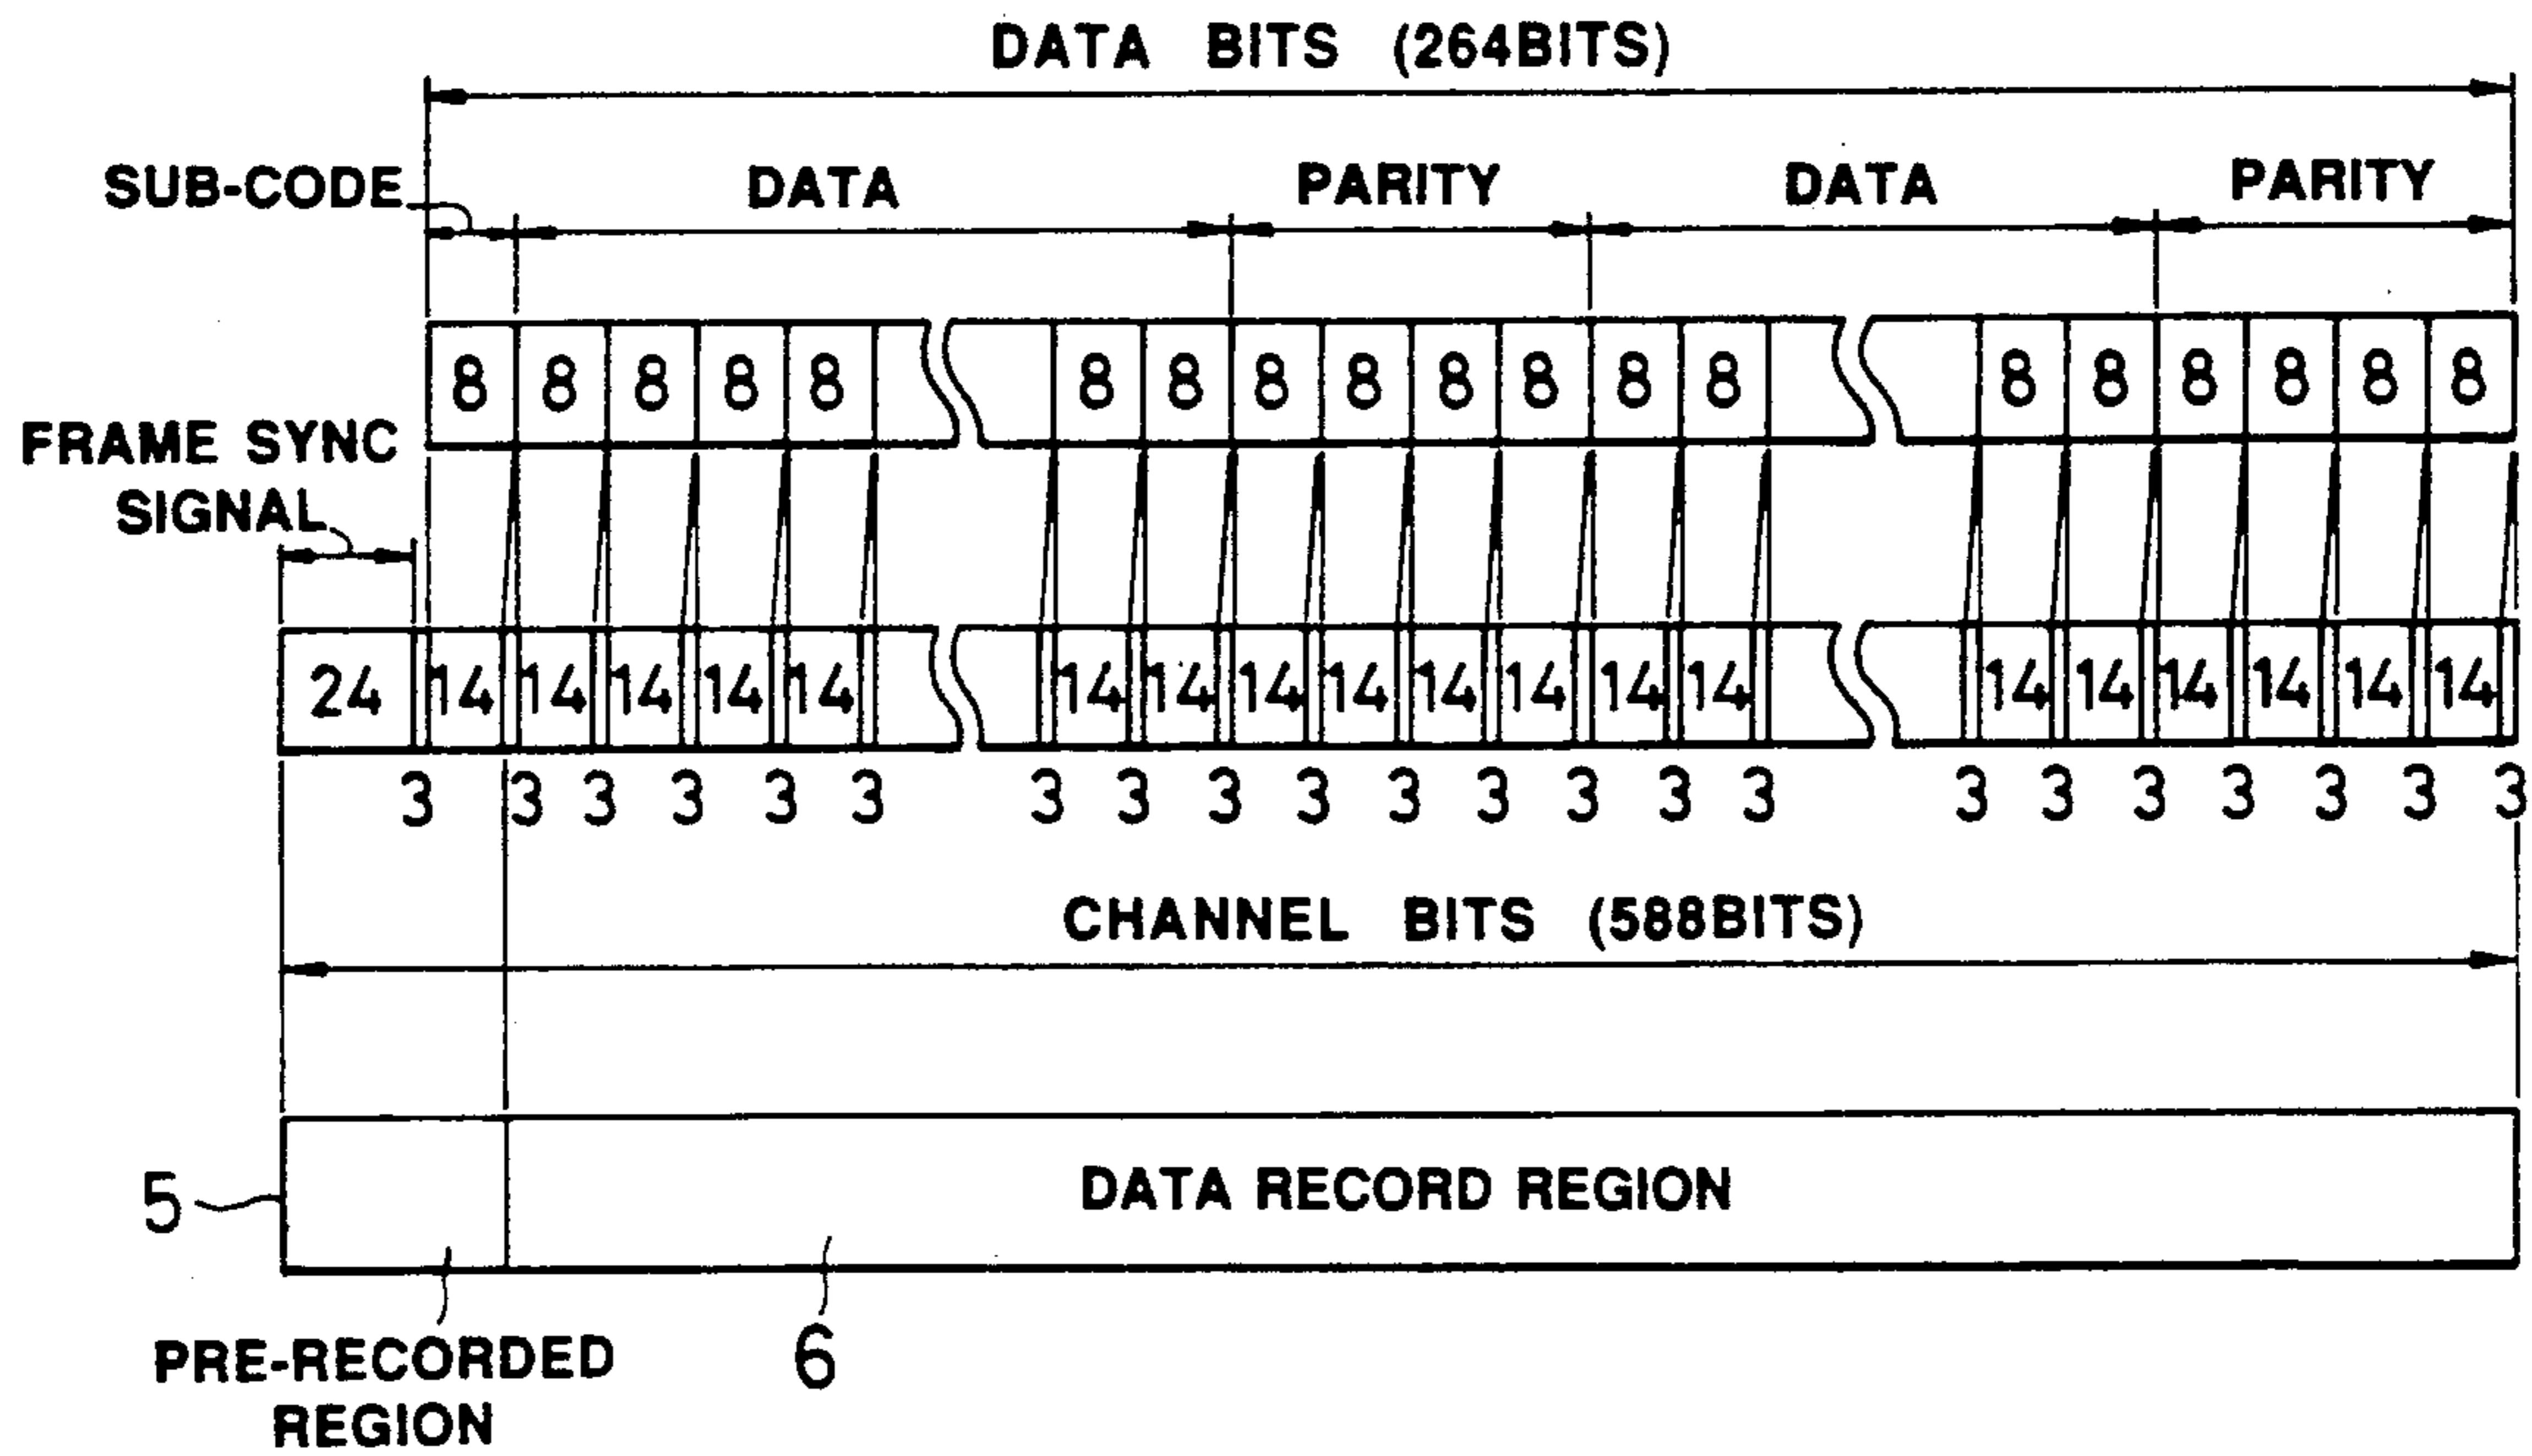 DATA BITS (264BITS)
SUB-CODE DATA PARITY DATA PARITY
8 8 8 8 8 8 8 8 8 8 8 8 8 8 8 8 8 8 8
FRAME SYNC
SIGNAL
24 14 14 14 14 14 14 14 14 14 14 14 14 14 14 14 14 14 14 14
3 3 3 3 3 3 3 3 3 3 3 3 3 3 3 3 3 3 3 3 3 3
CHANNEL BITS (588BITS)
5 DATA RECORD REGION
PRE-RECORDED
REGION
6